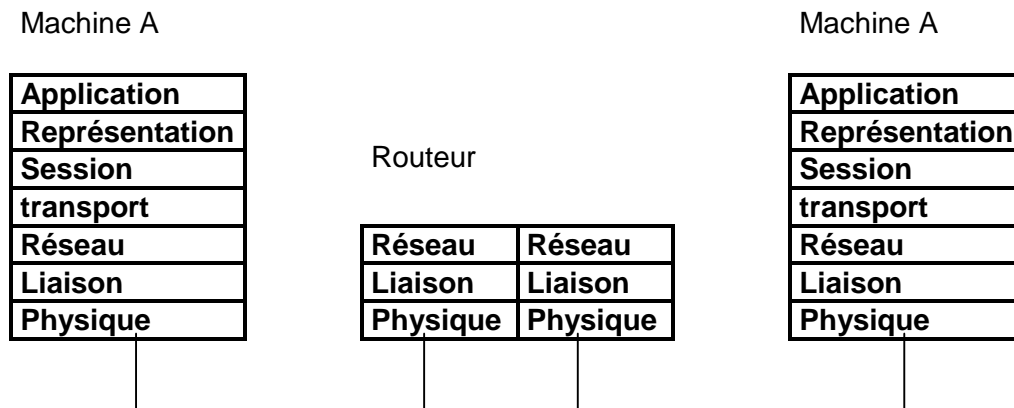 Machine A
Application
Représentation
Session
transport
Réseau
Liaison
Physique
Routeur
Réseau Réseau
Liaison Liaison
Physique Physique
Machine A
Application
Représentation
Session
transport
Réseau
Liaison
Physique